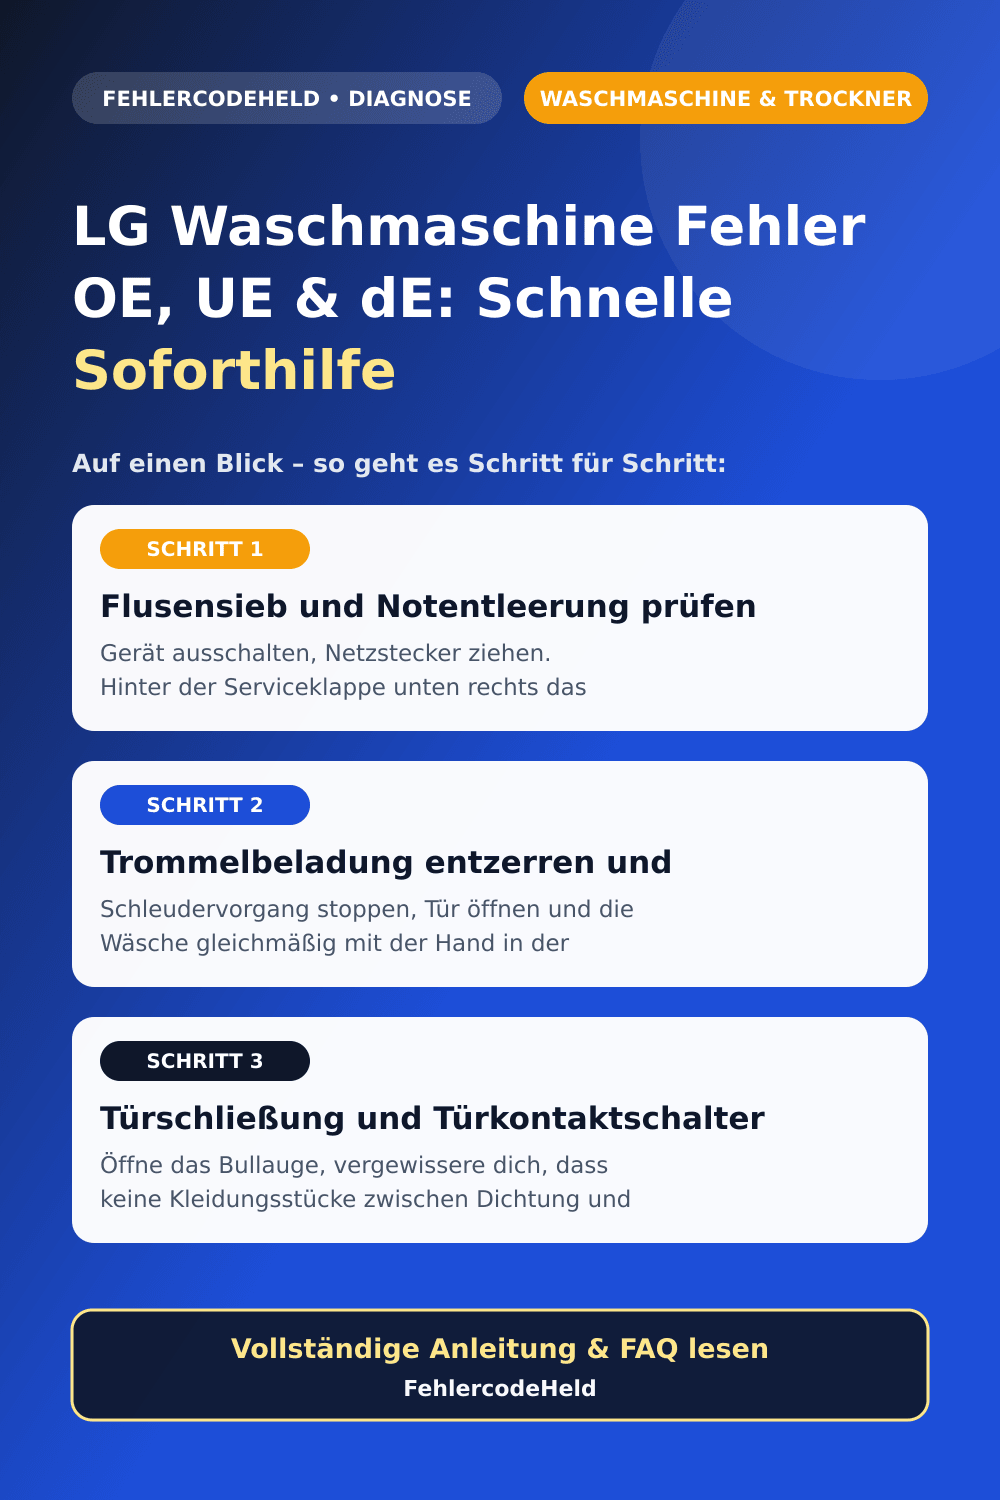 FEHLERCODEHELD • DIAGNOSE
WASCHMASCHINE & TROCKNER
LG Waschmaschine Fehler
OE, UE & dE: Schnelle
Soforthilfe
Auf einen Blick – so geht es Schritt für Schritt:
SCHRITT 1
Flusensieb und Notentleerung prüfen
Gerät ausschalten, Netzstecker ziehen.
Hinter der Serviceklappe unten rechts das
SCHRITT 2
Trommelbeladung entzerren und
Schleudervorgang stoppen, Tür öffnen und die
Wäsche gleichmäßig mit der Hand in der
SCHRITT 3
Türschließung und Türkontaktschalter
Öffne das Bullauge, vergewissere dich, dass
keine Kleidungsstücke zwischen Dichtung und
Vollständige Anleitung & FAQ lesen
FehlercodeHeld